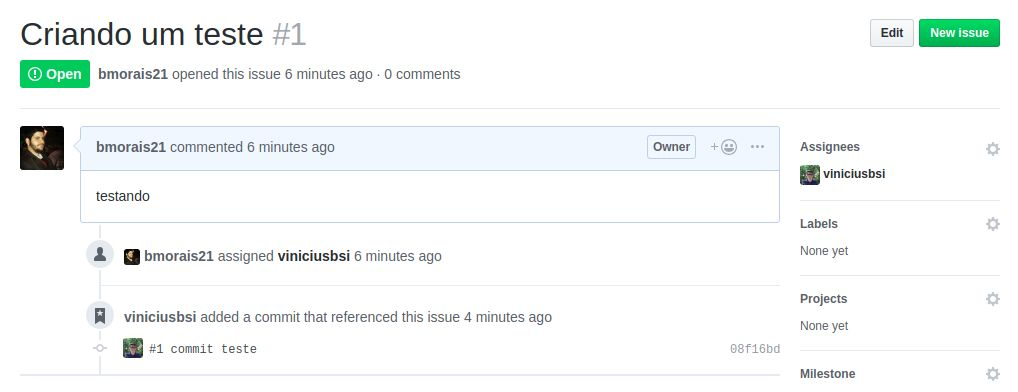 Criando um teste #1
Edit
New issue
Open
bmorais21 opened this issue 6 minutes ago · 0 comments
bmorais21 commented 6 minutes ago
Owner
+
testando
bmorais21 assigned viniciusbsi 6 minutes ago
viniciusbsi added a commit that referenced this issue 4 minutes ago
#1 commit teste
08f16bd
Assignees
viniciusbsi
Labels
None yet
Projects
None yet
Milestone